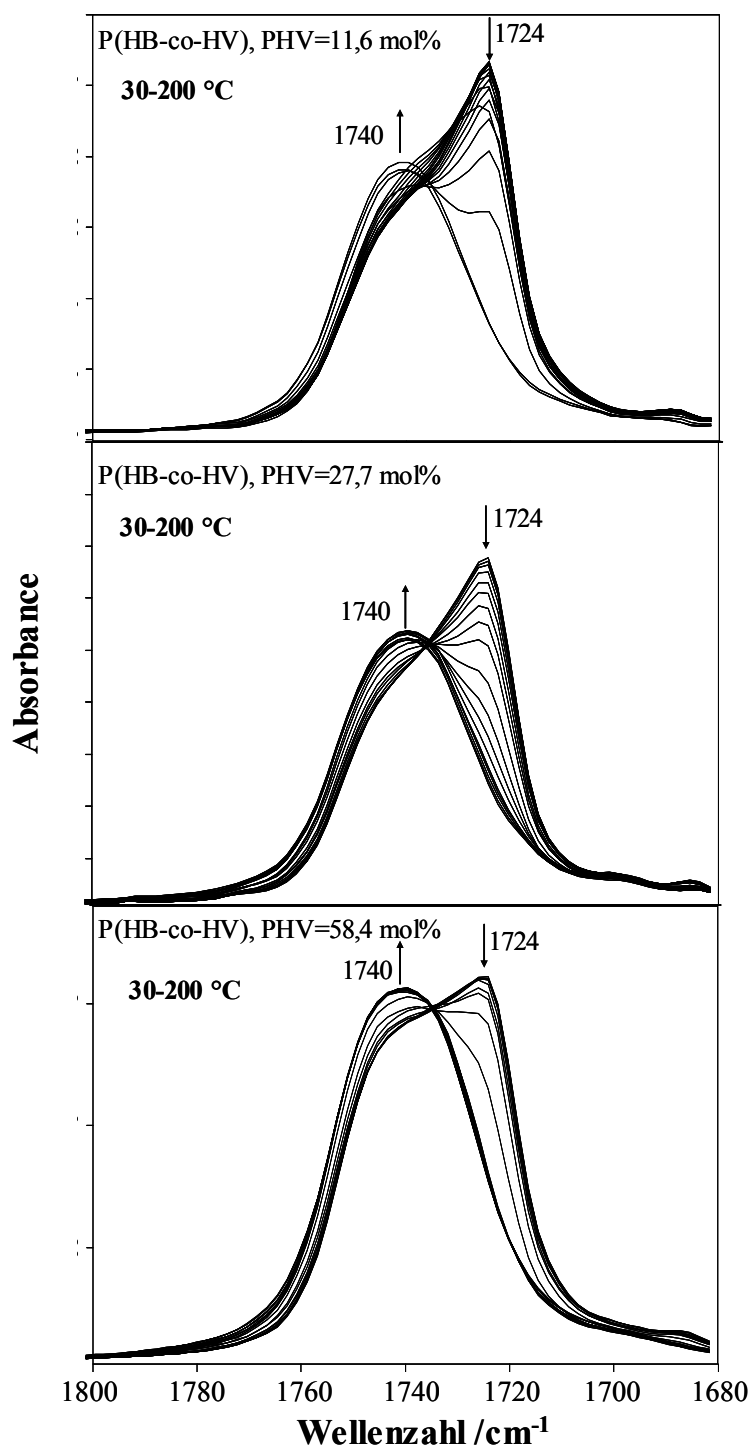 P(HB-co-HV), PHV=11,6 mol%
1724
30-200 °C
1740
P(HB-co-HV), PHV=27,7 mol%
1724
30-200 °C
1740
P(HB-co-HV), PHV=58,4 mol%
1724
1740
30-200 °C
Absorbance
1800 1780 1760 1740 1720 1700 1680
Wellenzahl /cm⁻¹